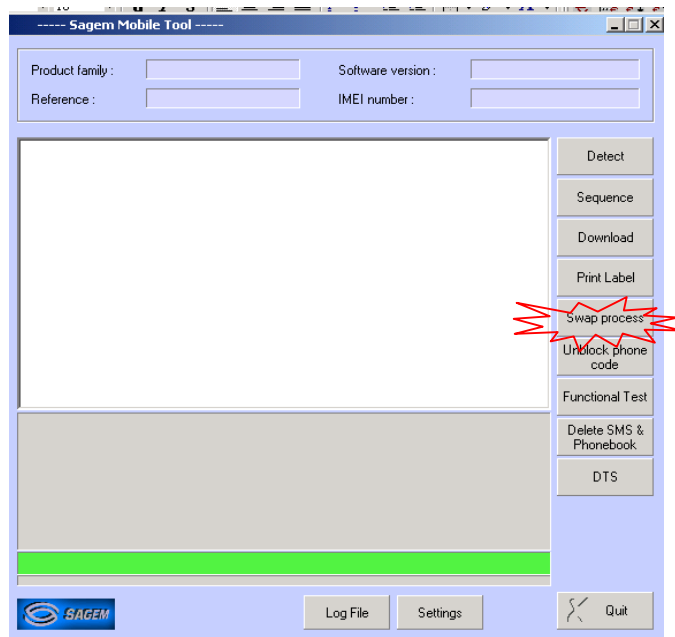 ----- Sagem Mobile Tool -----
Product family :
Software version :
Reference :
IMEI number :
Detect
Sequence
Download
Print Label
Swap process
Unblock phone
code
Functional Test
Delete SMS &
Phonebook
DTS
SAGEM
Log File
Settings
Quit